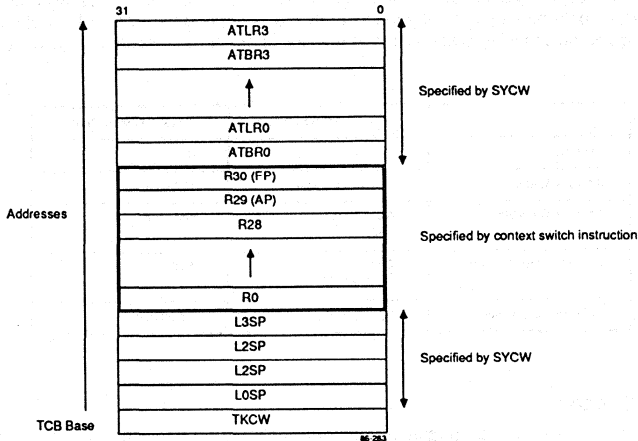 31 0
ATLR3
ATBR3
Specified by SYCW
ATLR0
ATBR0
R30 (FP)
R29 (AP)
Addresses
R28
Specified by context switch instruction
R0
L3SP
L2SP
Specified by SYCW
L2SP
L0SP
TCB Base
TKCW
86-283